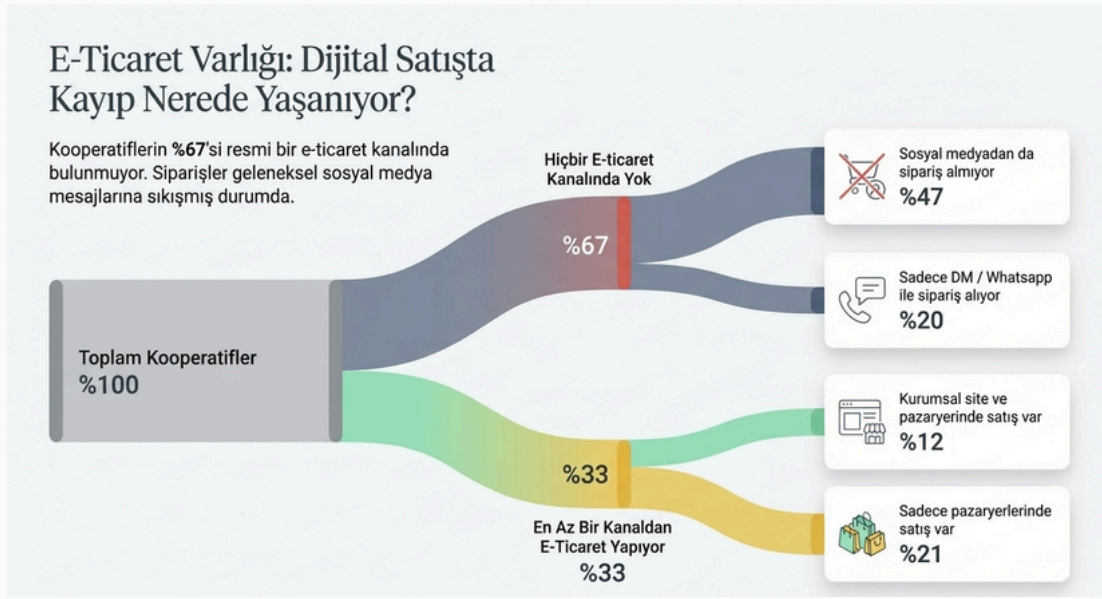 E-Ticaret Varlığı: Dijital Satışta
Kayıp Nerede Yaşanıyor?
Kooperatiflerin %67'si resmi bir e-ticaret kanalında
bulunmuyor. Siparişler geleneksel sosyal medya
mesajlarına sıkışmış durumda.
Toplam Kooperatifler
%100
Hiçbir E-ticaret
Kanalında Yok
%67
%33
En Az Bir Kanaldan
E-Ticaret Yapıyor
%33
Sosyal medyadan da
sipariş almıyor
%47
Sadece DM / Whatsapp
ile sipariş alıyor
%20
Kurumsal site ve
pazaryerinde satış var
%12
Sadece pazaryerlerinde
satış var
%21